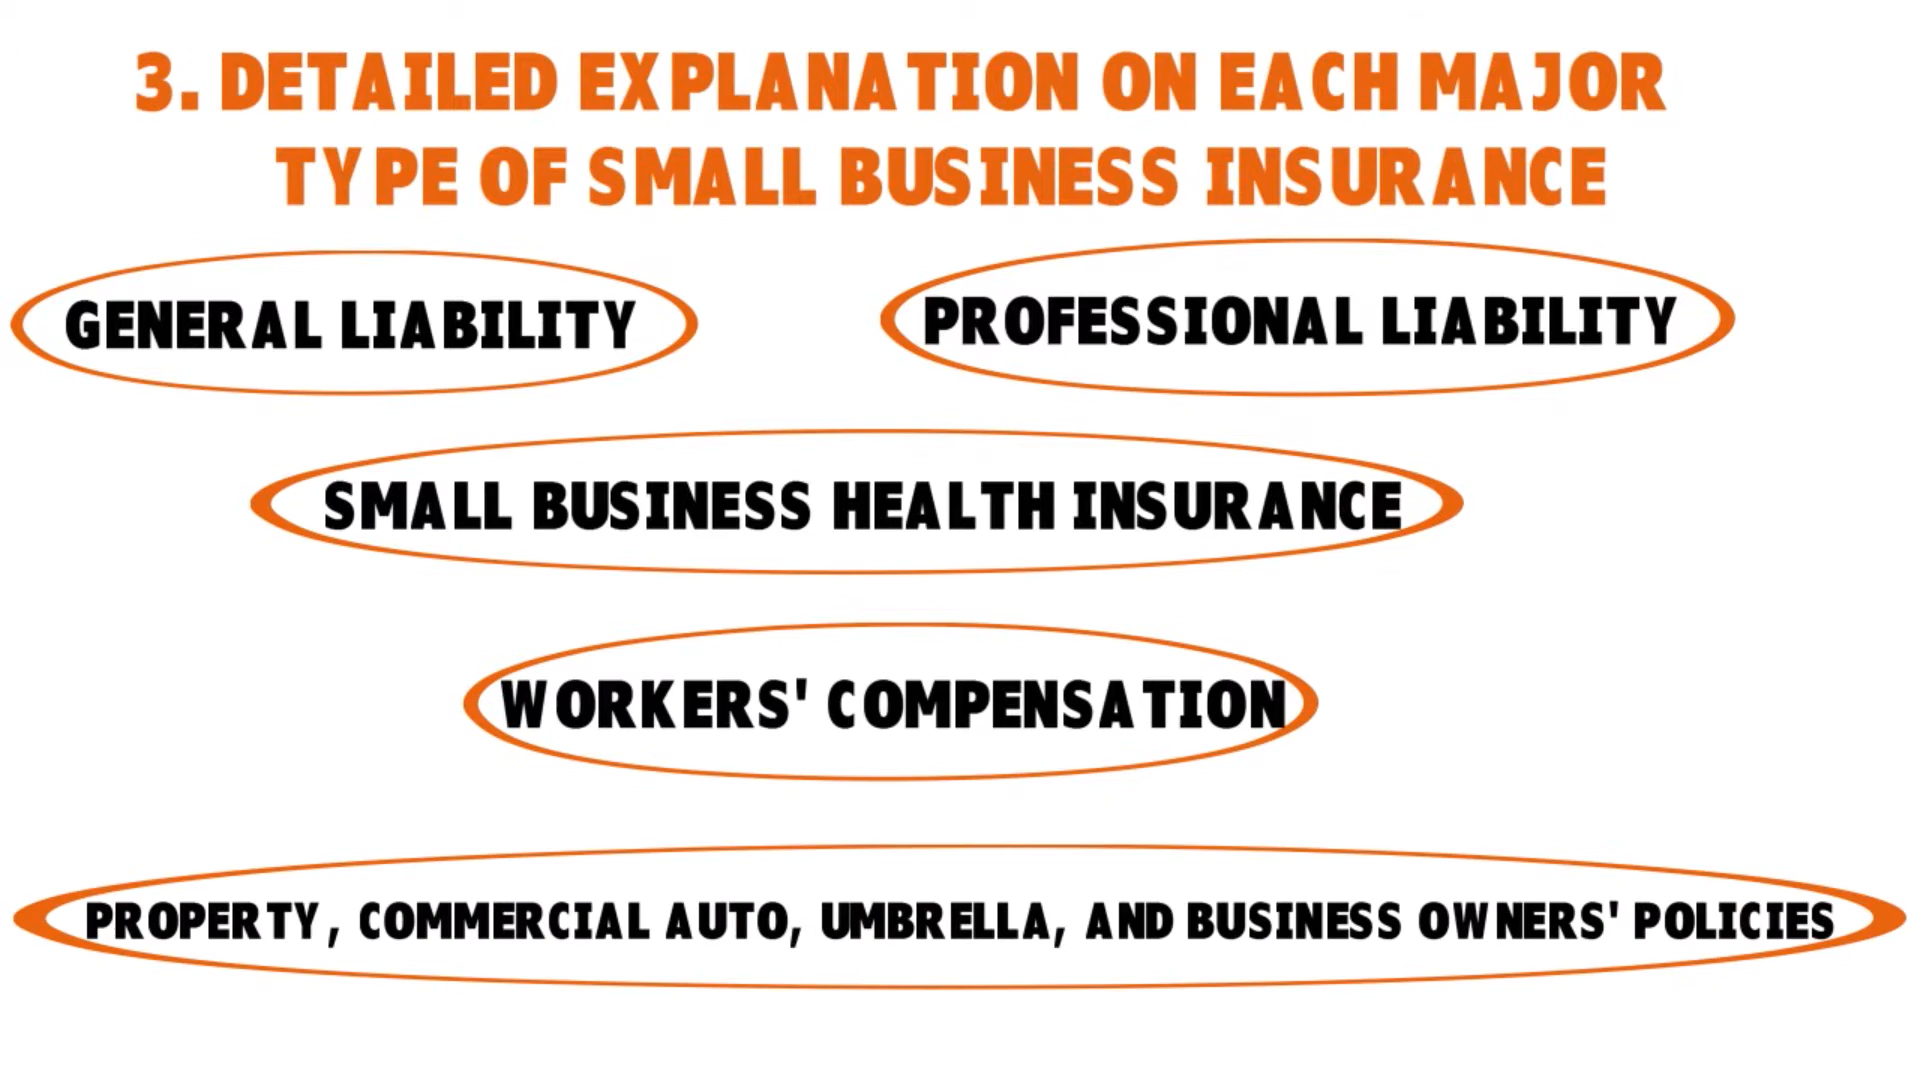 3. DETAILED EXPLANATION ON EACH MAJOR
TYPE OF SMALL BUSINESS INSURANCE
GENERAL LIABILITY
PROFESSIONAL LIABILITY
SMALL BUSINESS HEALTH INSURANCE
WORKERS' COMPENSATION
PROPERTY, COMMERCIAL AUTO, UMBRELLA, AND BUSINESS OWNERS' POLICIES